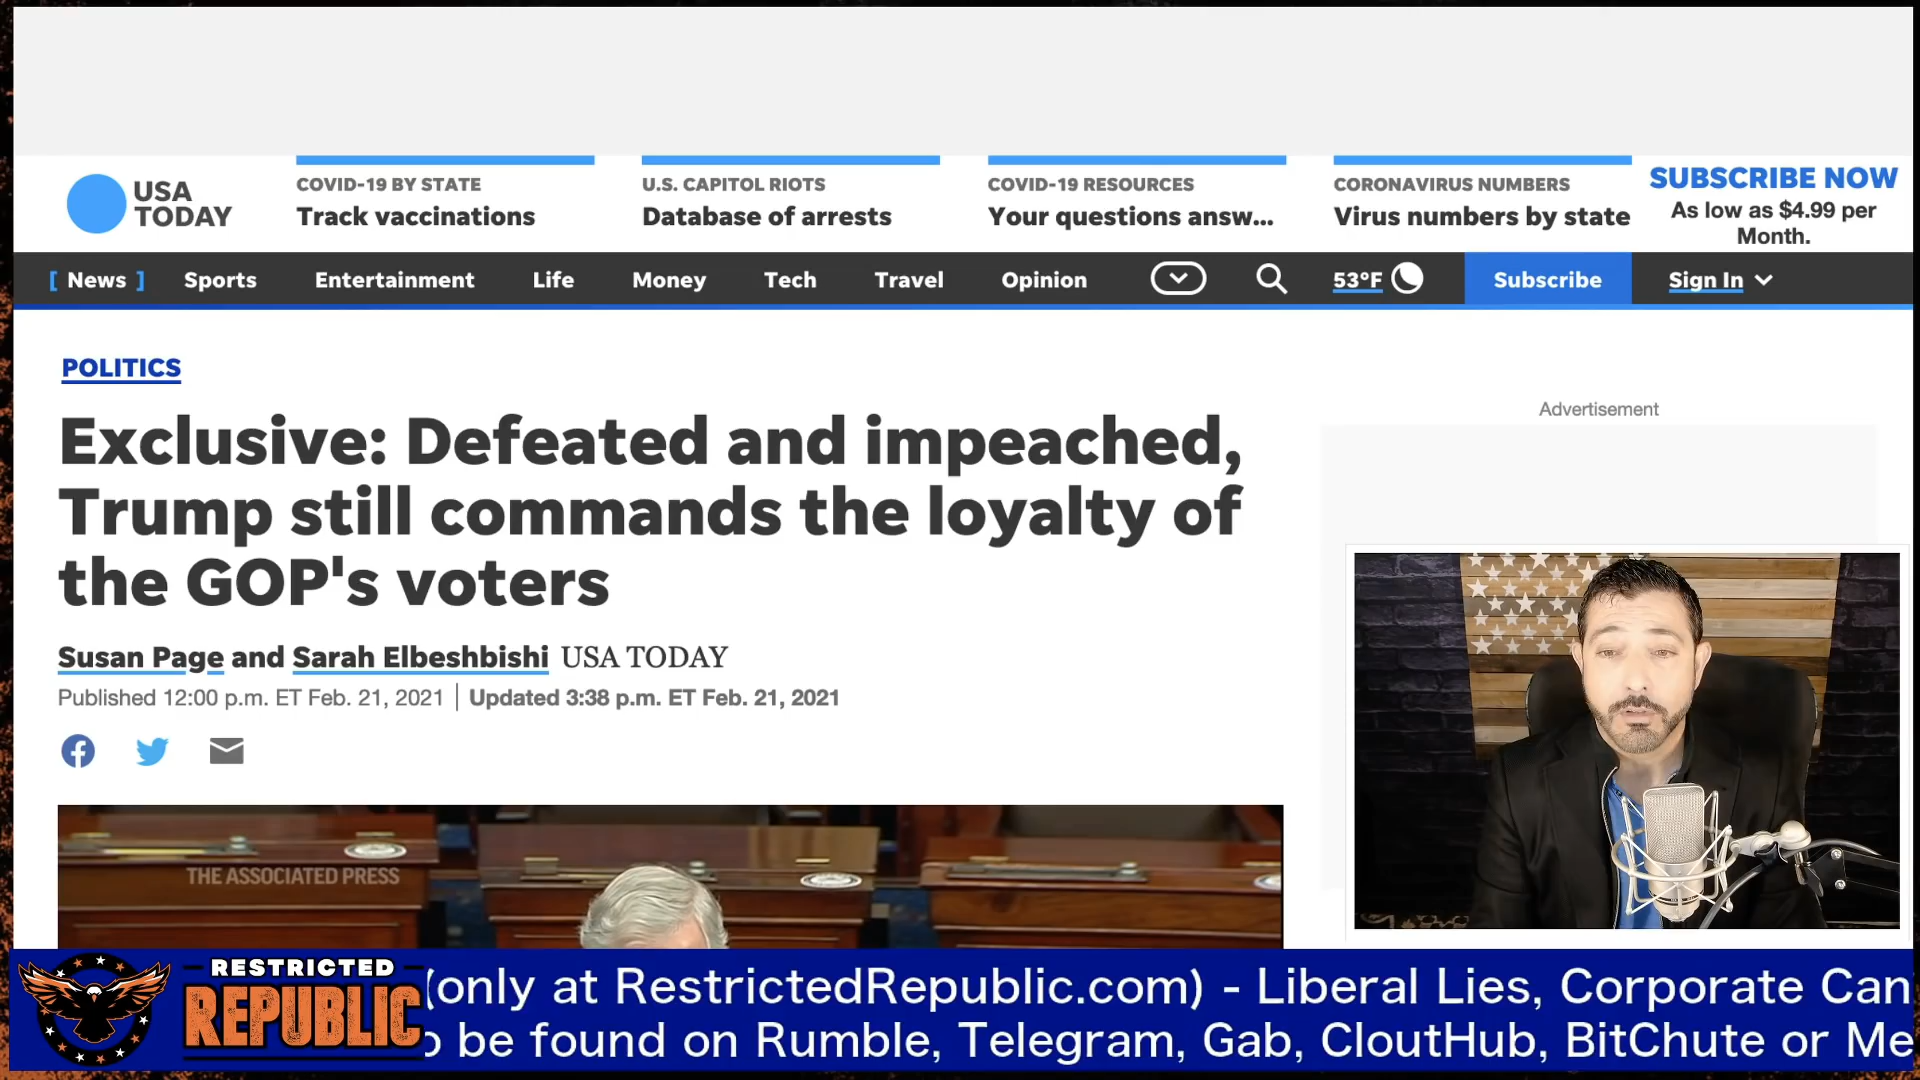 USA
TODAY
COVID-19 BY STATE
Track vaccinations
U.S. CAPITOL RIOTS
Database of arrests
COVID-19 RESOURCES
Your questions answ...
CORONAVIRUS NUMBERS
Virus numbers by state
SUBSCRIBE NOW
As low as $4.99 per
Month.
[ News ] Sports Entertainment Life Money Tech Travel Opinion 53°F Subscribe Sign In
POLITICS
Exclusive: Defeated and impeached,
Trump still commands the loyalty of
the GOP's voters
Susan Page and Sarah Elbeshbishi USA TODAY
Published 12:00 p.m. ET Feb. 21, 2021 | Updated 3:38 p.m. ET Feb. 21, 2021
Advertisement
THE ASSOCIATED PRESS
RESTRICTED
REPUBLIC
(only at RestrictedRepublic.com) - Liberal Lies, Corporate Can
o be found on Rumble, Telegram, Gab, CloutHub, BitChute or Me